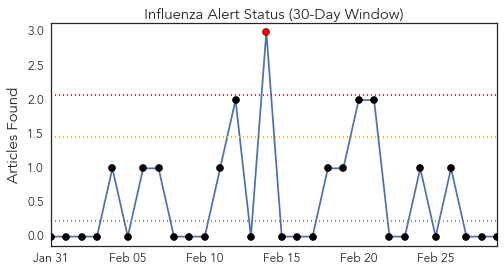 Influenza Alert Status (30-Day Window)
Articles Found
3.0
2.5
2.0
1.5
1.0
0.5
0.0
Jan 31 Feb 05 Feb 10 Feb 15 Feb 20 Feb 25